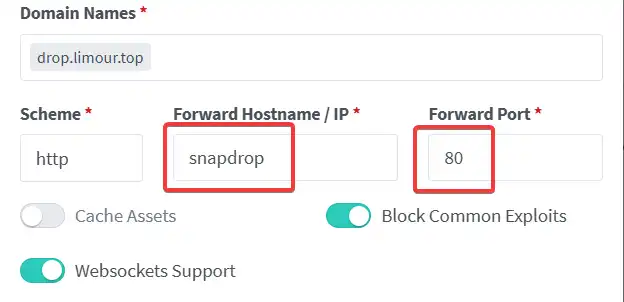 Domain Names *
drop.limour.top
Scheme * Forward Hostname / IP * Forward Port *
http snapdrop 80
Cache Assets Block Common Exploits
Websockets Support